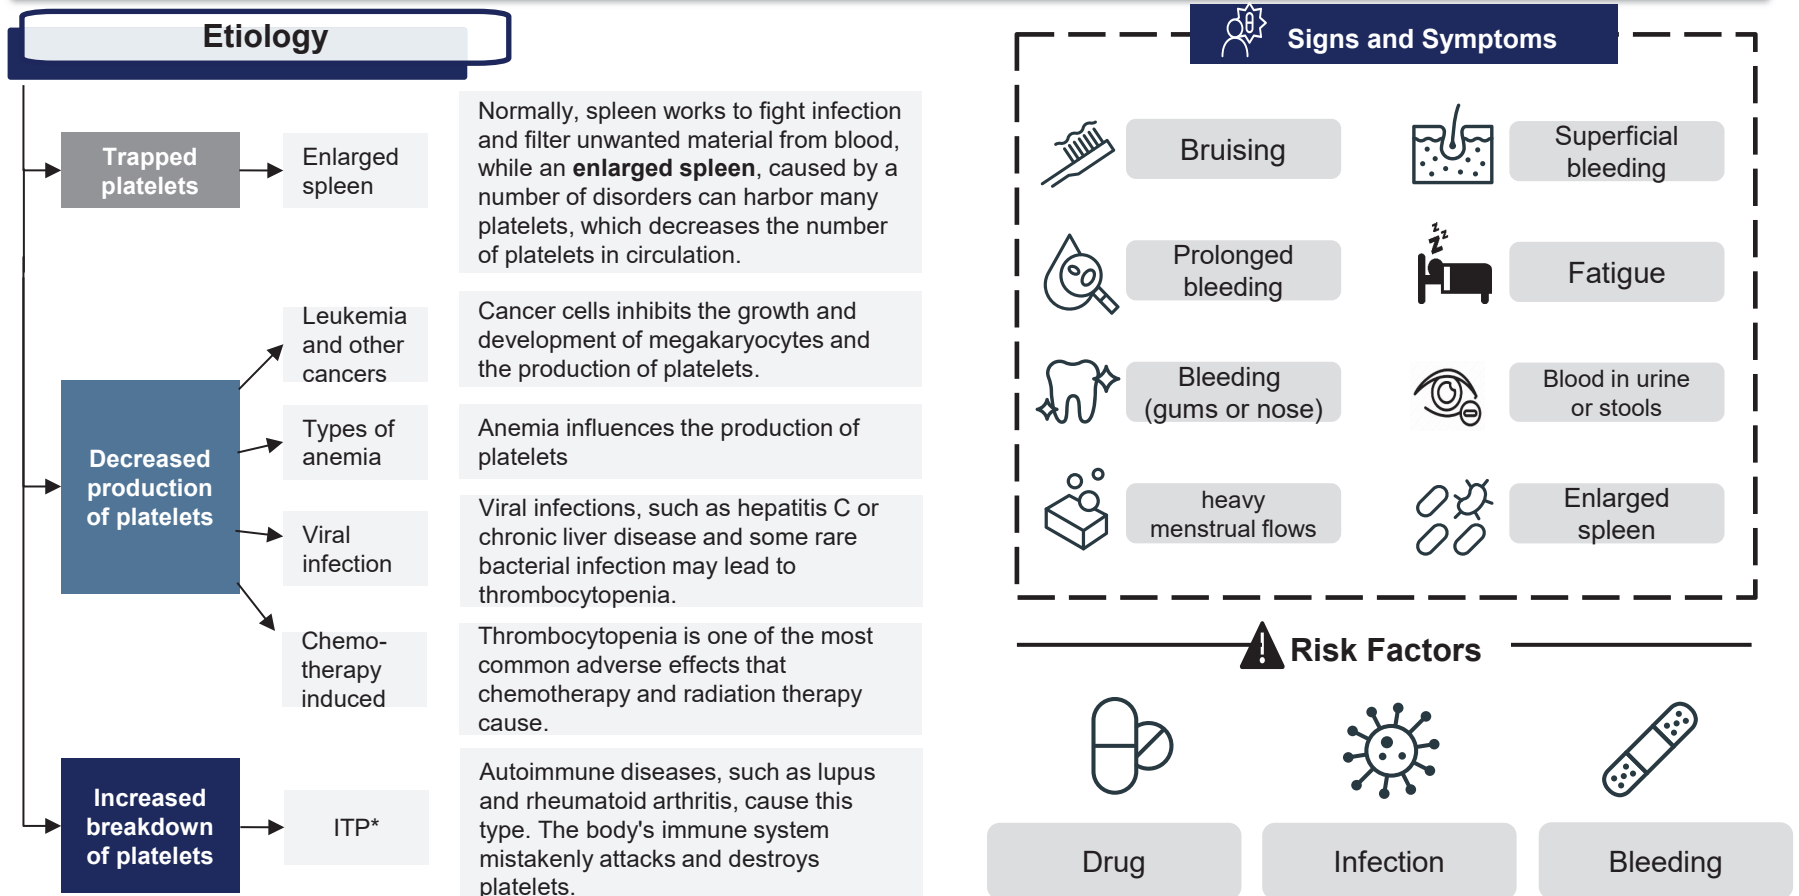 Etiology
Trapped
platelets
Enlarged
spleen
Normally, spleen works to fight infection
and filter unwanted material from blood,
while an enlarged spleen, caused by a
number of disorders can harbor many
platelets, which decreases the number
of platelets in circulation.
Decreased
production
of platelets
Leukemia
and other
cancers
Cancer cells inhibits the growth and
development of megakaryocytes and
the production of platelets.
Types of
anemia
Anemia influences the production of
platelets
Viral
infection
Viral infections, such as hepatitis C or
chronic liver disease and some rare
bacterial infection may lead to
thrombocytopenia.
Chemo-
therapy
induced
Thrombocytopenia is one of the most
common adverse effects that
chemotherapy and radiation therapy
cause.
Increased
breakdown
of platelets
ITP*
Autoimmune diseases, such as lupus
and rheumatoid arthritis, cause this
type. The body's immune system
mistakenly attacks and destroys
platelets.
Signs and Symptoms
Bruising
Superficial
bleeding
Prolonged
bleeding
zzz
Fatigue
Bleeding
(gums or nose)
Blood in urine
or stools
heavy
menstrual flows
Enlarged
spleen
Risk Factors
Drug
Infection
Bleeding